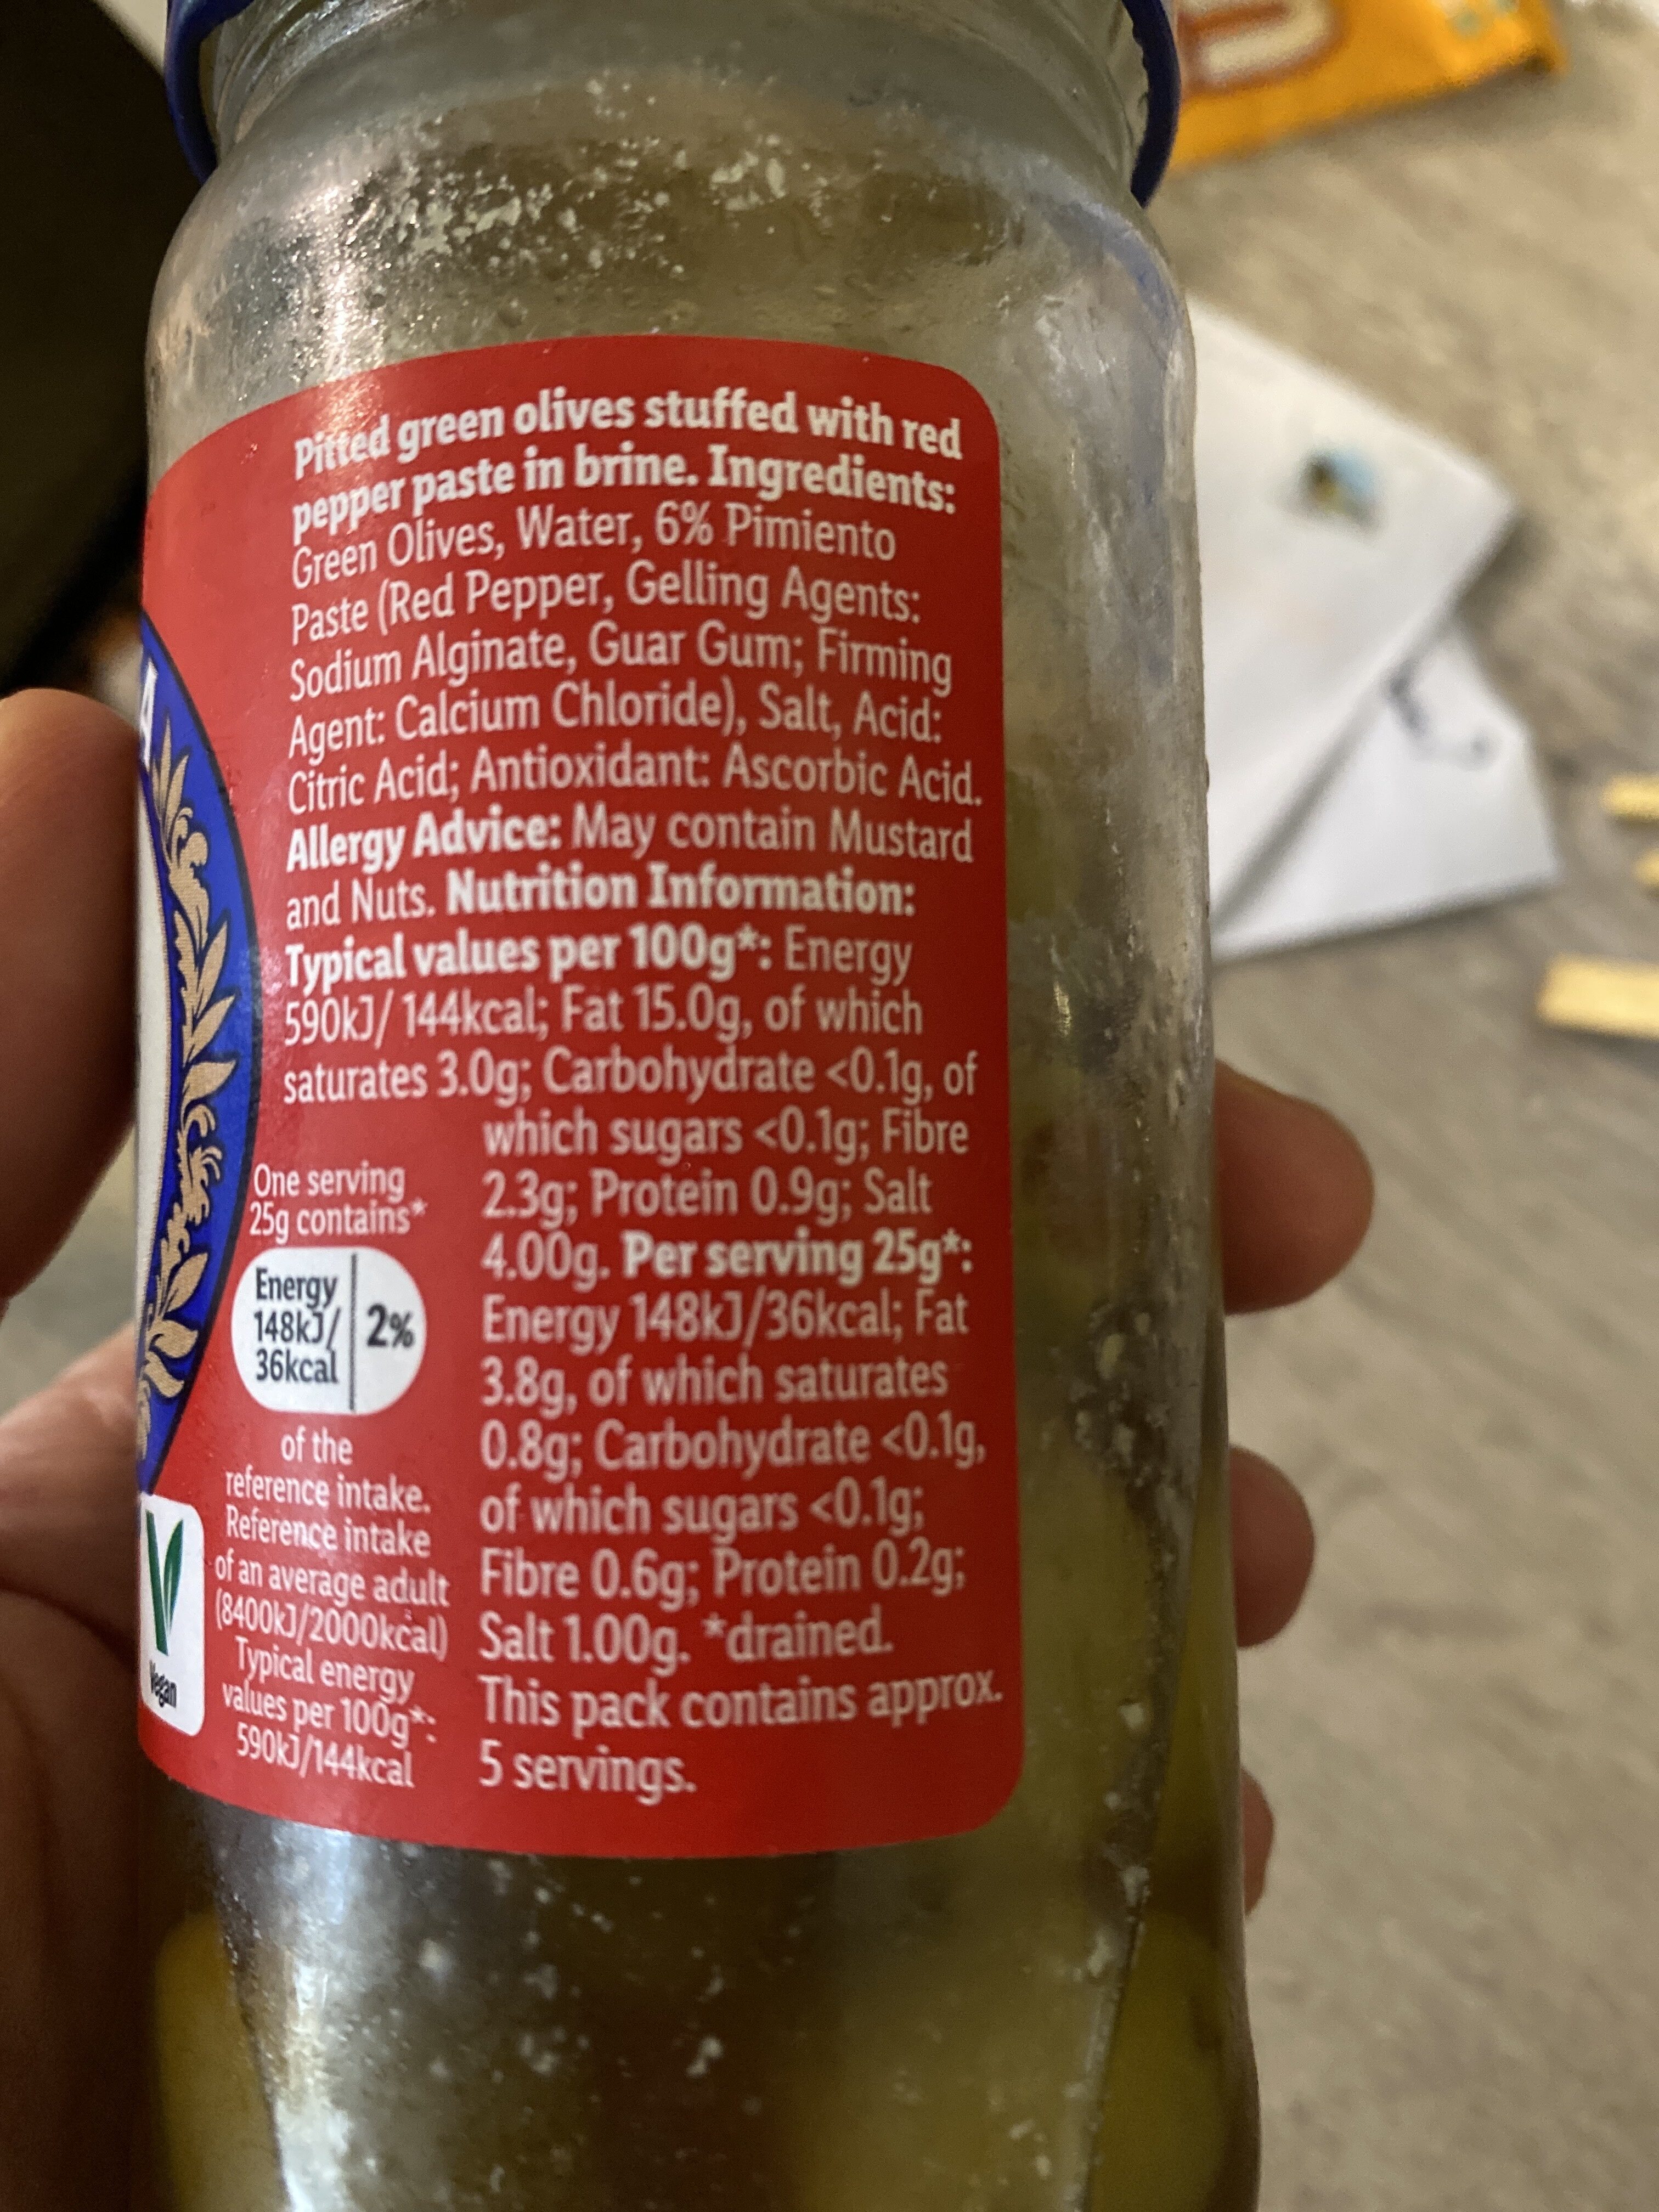 Pitted green olives stuffed with red
pepper paste in brine. Ingredients:
Green Olives, Water, 6% Pimiento
Paste (Red Pepper, Gelling Agents:
Sodium Alginate, Guar Gum; Firming
Agent: Calcium Chloride), Salt, Acid:
Citric Acid; Antioxidant: Ascorbic Acid.
Allergy Advice: May contain Mustard
and Nuts. Nutrition Information:
Typical values per 100g*: Energy
590kJ/ 144kcal; Fat 15.0g, of which
saturates 3.0g; Carbohydrate <0.1g, of
which sugars <0.1g; Fibre
2.3g; Protein 0.9g; Salt
4.00g. Per serving 25g*:
Energy 148kJ/36kcal; Fat
3.8g, of which saturates
0.8g; Carbohydrate <0.1g,
of which sugars <0.1g;
Fibre 0.6g; Protein 0.2g;
Salt 1.00g. *drained.
This pack contains approx.
5 servings.
One serving
25g contains*
Energy
148kJ/
36kcal
2%
of the
reference intake.
Reference intake
of an average adult
(8400kJ/2000kcal)
Typical energy
values per 100g*:
590kJ/144kcal
A
V
Vegan